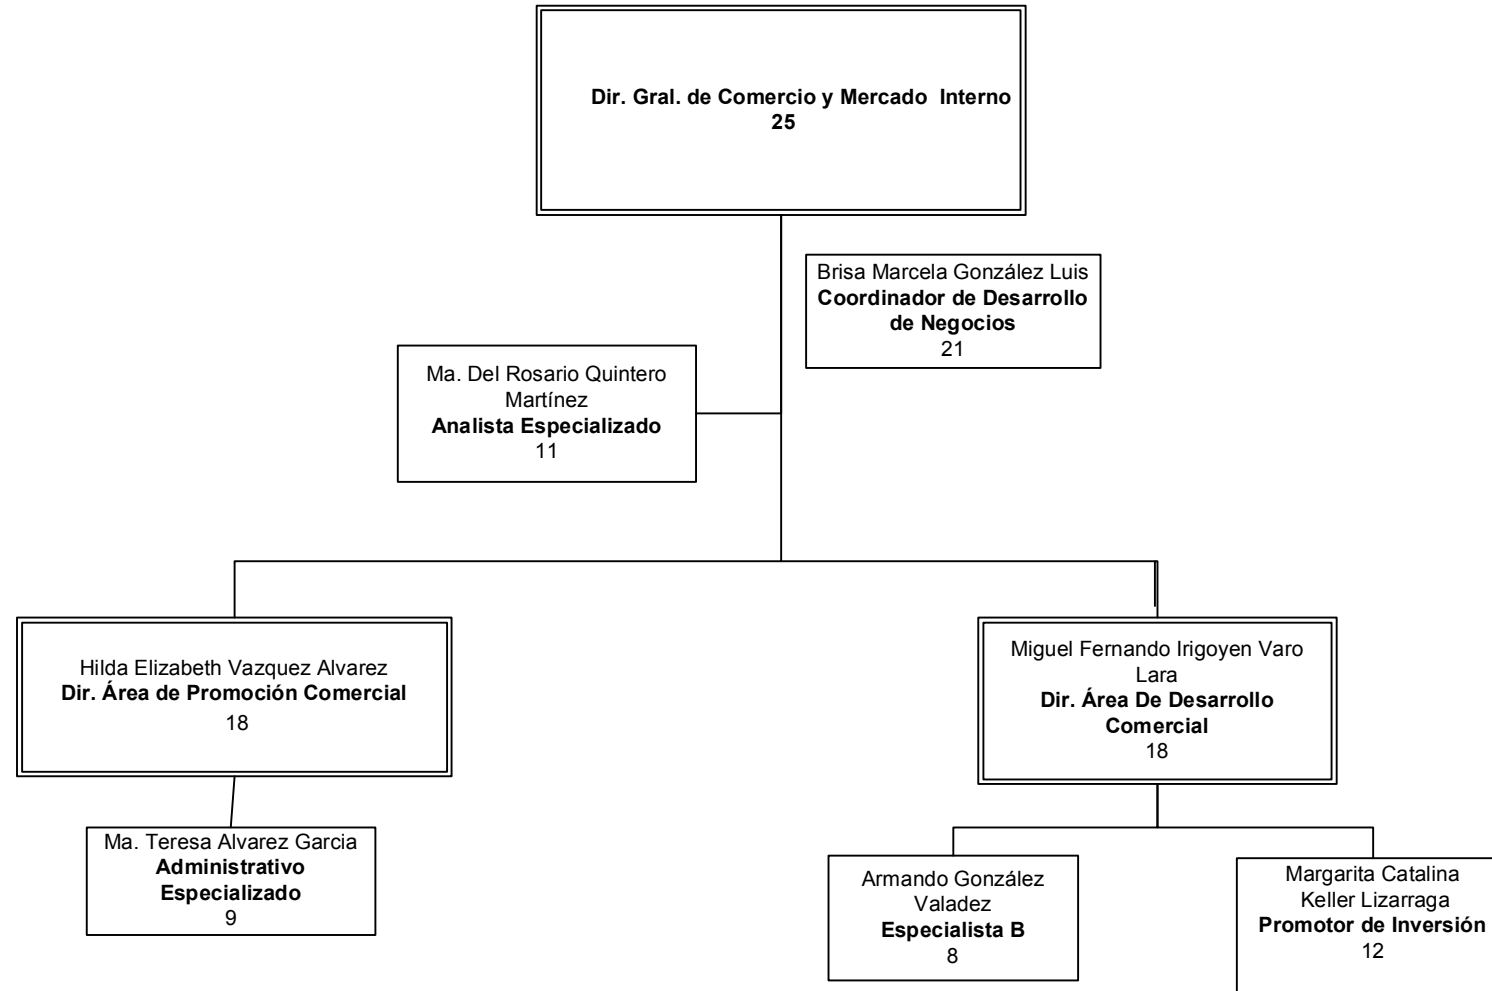 Dir. Gral. de Comercio y Mercado Interno
25
Brisa Marcela González Luis
Coordinador de Desarrollo
de Negocios
21
Ma. Del Rosario Quintero
Martínez
Analista Especializado
11
Hilda Elizabeth Vazquez Alvarez
Dir. Área de Promoción Comercial
18
Miguel Fernando Irigoyen Varo
Lara
Dir. Área De Desarrollo
Comercial
18
Ma. Teresa Alvarez Garcia
Administrativo
Especializado
9
Armando González
Valadez
Especialista B
8
Margarita Catalina
Keller Lizarraga
Promotor de Inversión
12